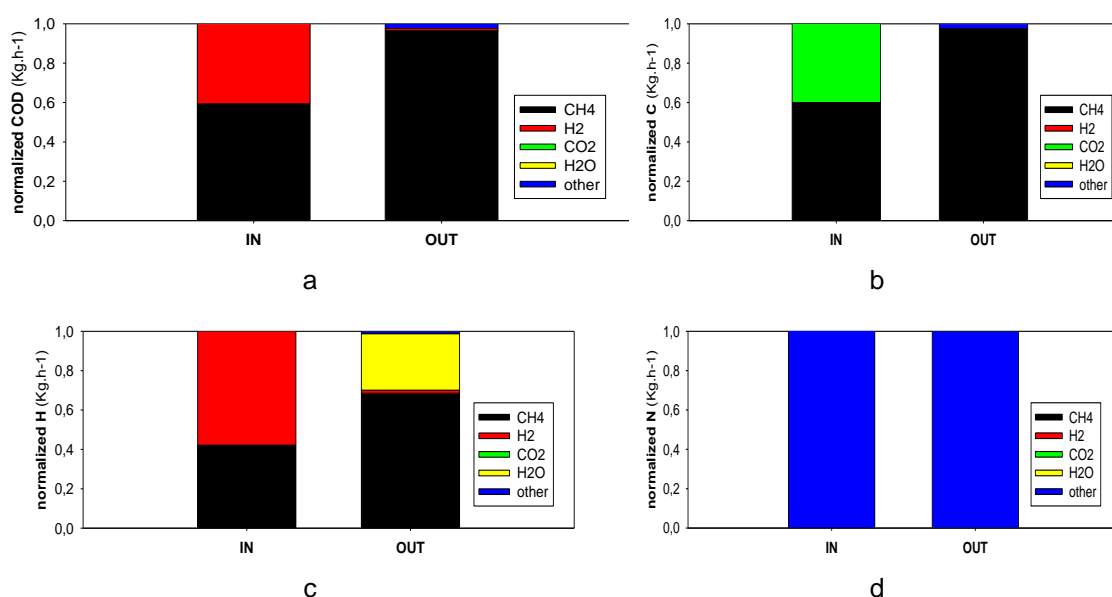 normalized COD (Kg.h-1)
1,0
0,8
0,6
0,4
0,2
0,0
CH4
H2
CO2
H2O
other
IN OUT
a
normalized C (Kg.h-1)
1,0
0,8
0,6
0,4
0,2
0,0
CH4
H2
CO2
H2O
other
IN OUT
b
normalized H (Kg.h-1)
1,0
0,8
0,6
0,4
0,2
0,0
CH4
H2
CO2
H2O
other
IN OUT
c
normalized N (Kg.h-1)
1,0
0,8
0,6
0,4
0,2
0,0
CH4
H2
CO2
H2O
other
IN OUT
d